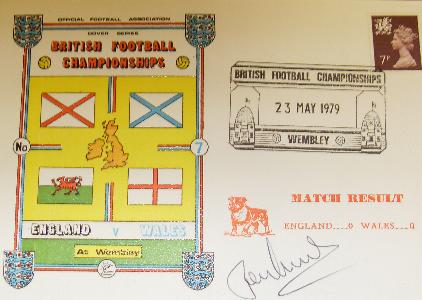 OFFICIAL FOOTBALL ASSOCIATION
COVER SERIES
BRITISH FOOTBALL
CHAMPIONSHIPS
No 7
ENGLAND V WALES
At Wembley
7P
BRITISH FOOTBALL CHAMPIONSHIPS
23 MAY 1979
WEMBLEY
MATCH RESULT
ENGLAND...0 WALES...0